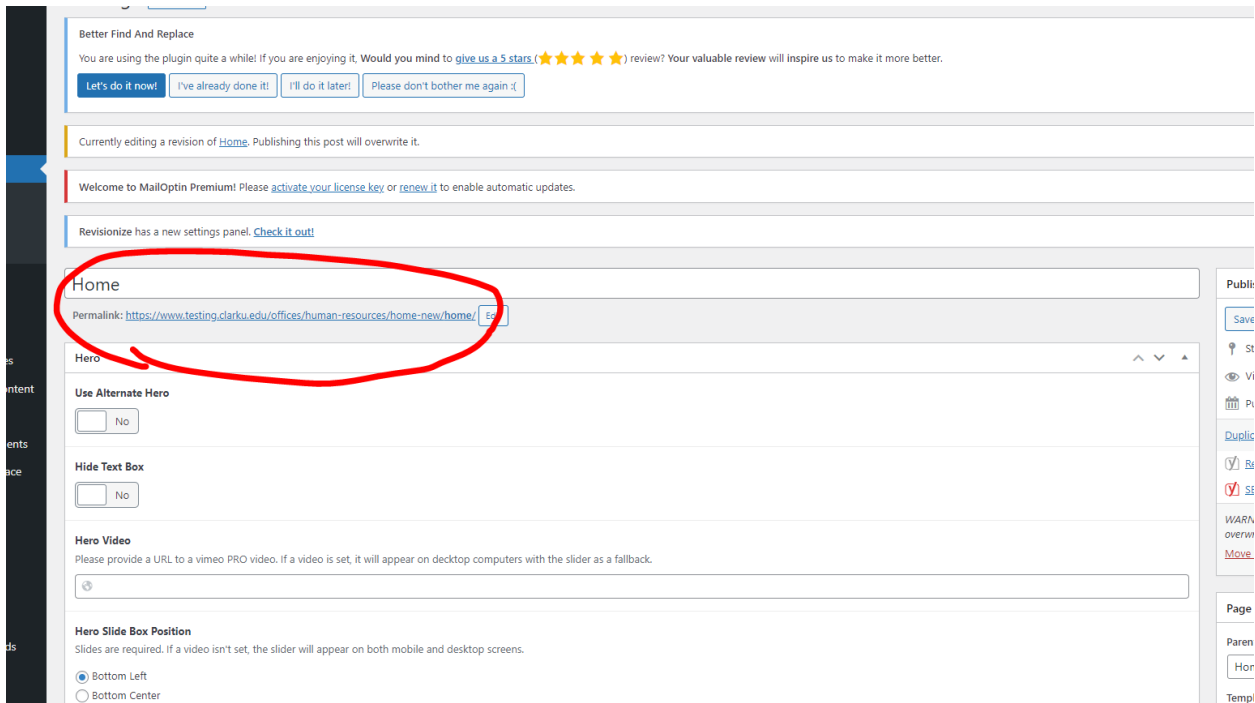 Better Find And Replace
You are using the plugin quite a while! If you are enjoying it, Would you mind to give us a 5 stars (⭐⭐⭐⭐⭐) review? Your valuable review will inspire us to make it more better.
Let's do it now! I've already done it! I'll do it later! Please don't bother me again :(
Currently editing a revision of Home. Publishing this post will overwrite it.
Welcome to MailOptin Premium! Please activate your license key or renew it to enable automatic updates.
Revisionize has a new settings panel. Check it out!
Home
Permalink: https://www.testing.clarku.edu/offices/human-resources/home-new/home/
Hero
Use Alternate Hero
No
Hide Text Box
No
Hero Video
Please provide a URL to a vimeo PRO video. If a video is set, it will appear on decktop computers with the slider as a fallback.
Hero Slide Box Position
Slides are required. If a video isn't set, the slider will appear on both mobile and desktop screens.
Bottom Left
Bottom Center
Save
Move
Page